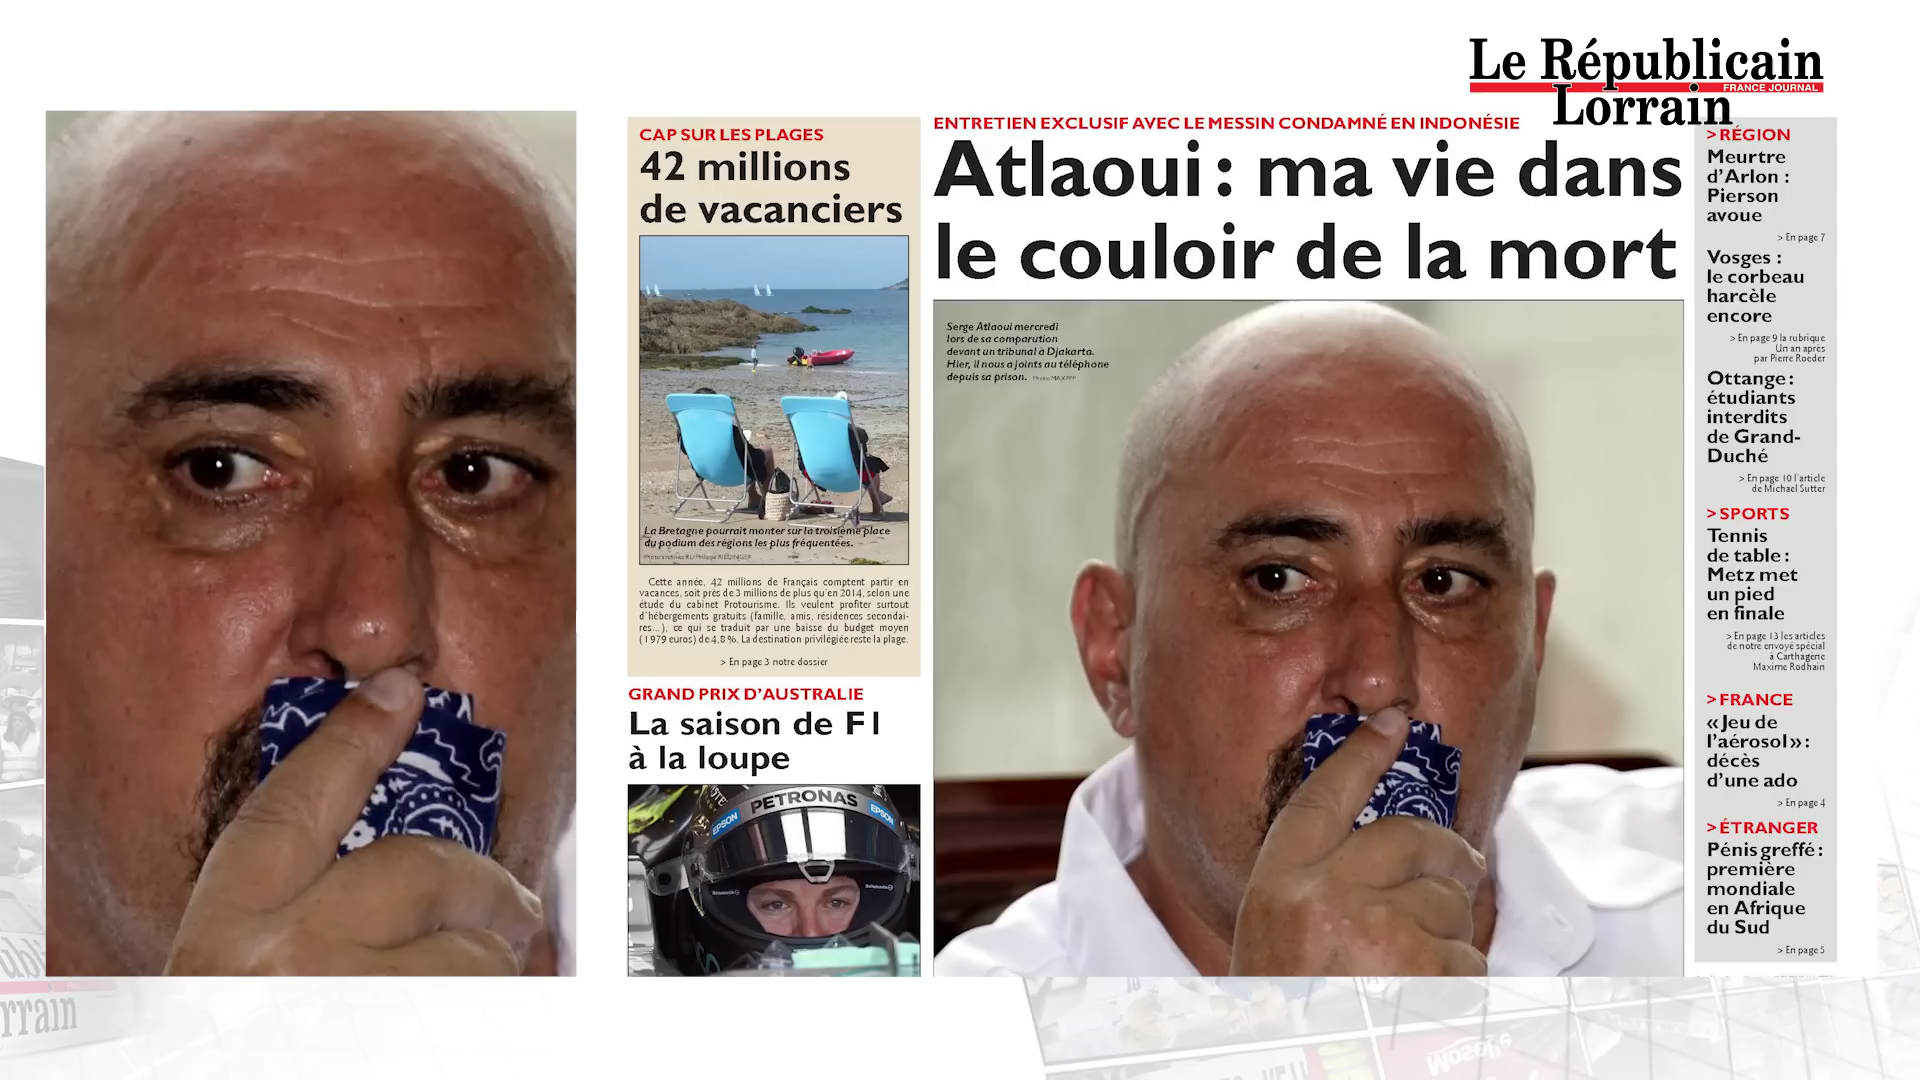 Le Républicain
FRANCE JOURNAL
Lorrain
CAP SUR LES PLAGES
42 millions
de vacanciers
La Bretagne pourrait monter sur la troisième place
du podium des régions les plus fréquentées.
Cette année, 42 millions de Français comptent partir en
vacances, soit près de 3 millions de plus qu'en 2014, selon une
étude du cabinet Protourisme. Ils veulent profiter surtout
d'hébergements gratuits (famille, amis, résidences secondai-
res...), ce qui se traduit par une baisse du budget moyen
(1979 euros) de 4,8 %. La destination privilégiée reste la plage.
> En page 3 notre dossier
GRAND PRIX D'AUSTRALIE
La saison de F1
à la loupe
PETRONAS
EPSON
EPSON
ENTRETIEN EXCLUSIF AVEC LE MESSIN CONDAMNÉ EN INDONÉSIE
Atlaoui : ma vie dans
le couloir de la mort
Serge Atlaoui mercredi
lors de sa comparution
devant un tribunal à Djakarta.
Hier, il nous a joints au téléphone
depuis sa prison. Photo MAXPPP
> RÉGION
Meurtre
d'Arlon :
Pierson
avoue
> En page 7
Vosges :
le corbeau
harcèle
encore
> En page 9 la rubrique
Un an après
par Pierre Roeder
Ottange :
étudiants
interdits
de Grand-
Duché
> En page 10 l'article
de Michael Sutter
> SPORTS
Tennis
de table :
Metz met
un pied
en finale
> En page 13 les articles
de notre envoyé spécial
à Carthagène
Maxime Rodhain
> FRANCE
« Jeu de
l'aérosol » :
décès
d'une ado
> En page 4
> ÉTRANGER
Pénis greffé :
première
mondiale
en Afrique
du Sud
> En page 5
rrain
Moselle